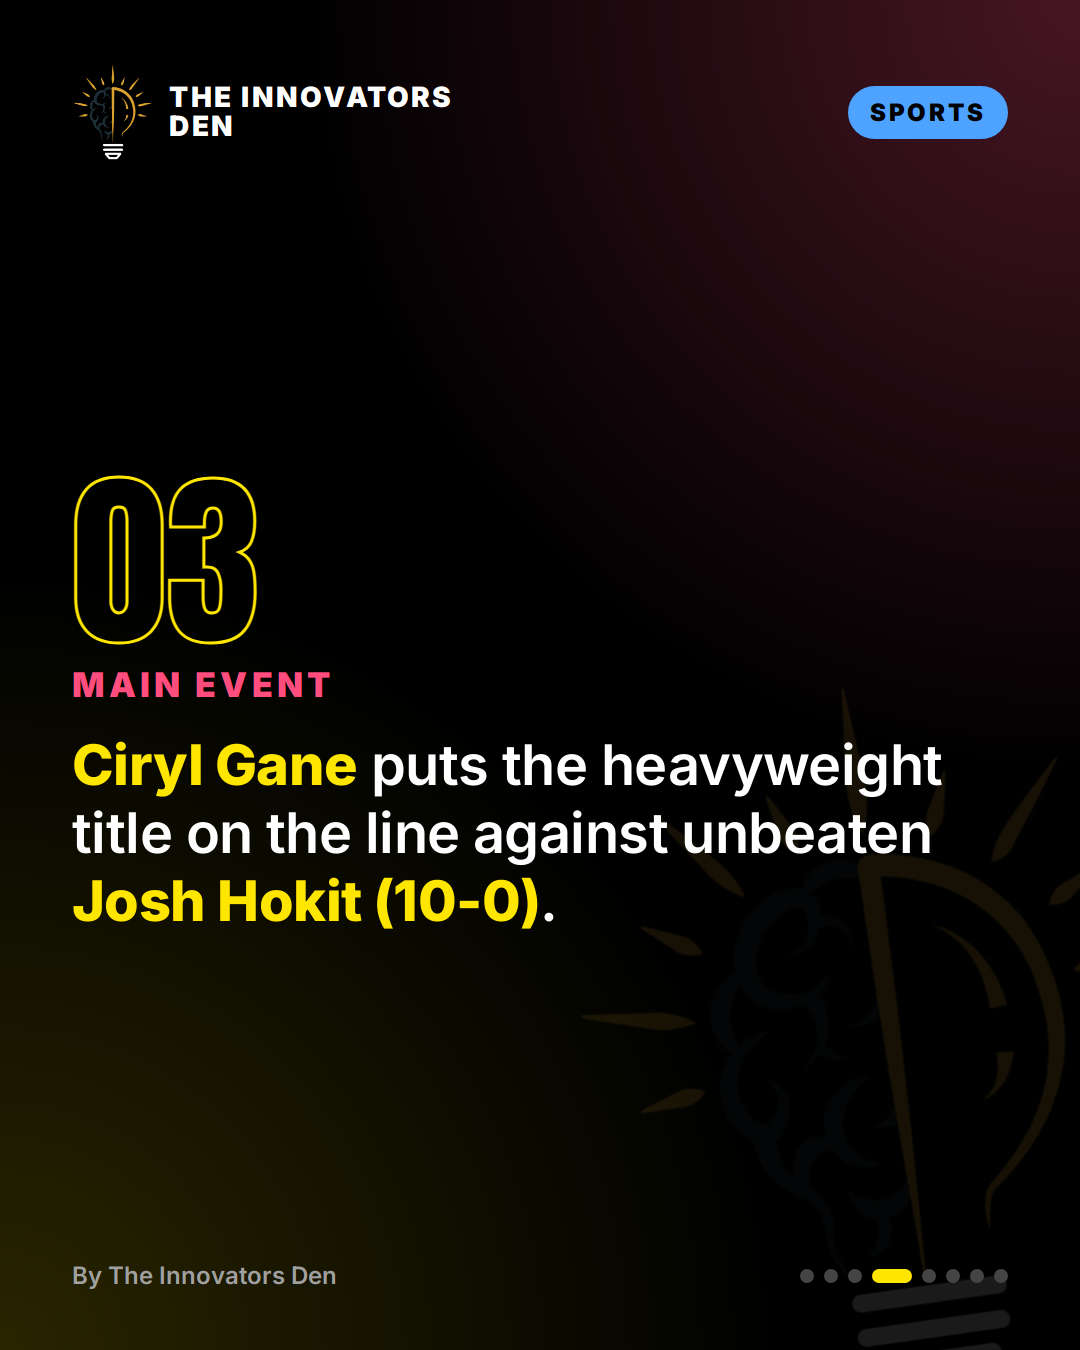 THE INNOVATORS
DEN
SPORTS
03
MAIN EVENT
Ciryl Gane puts the heavyweight
title on the line against unbeaten
Josh Hokit (10-0).
By The Innovators Den